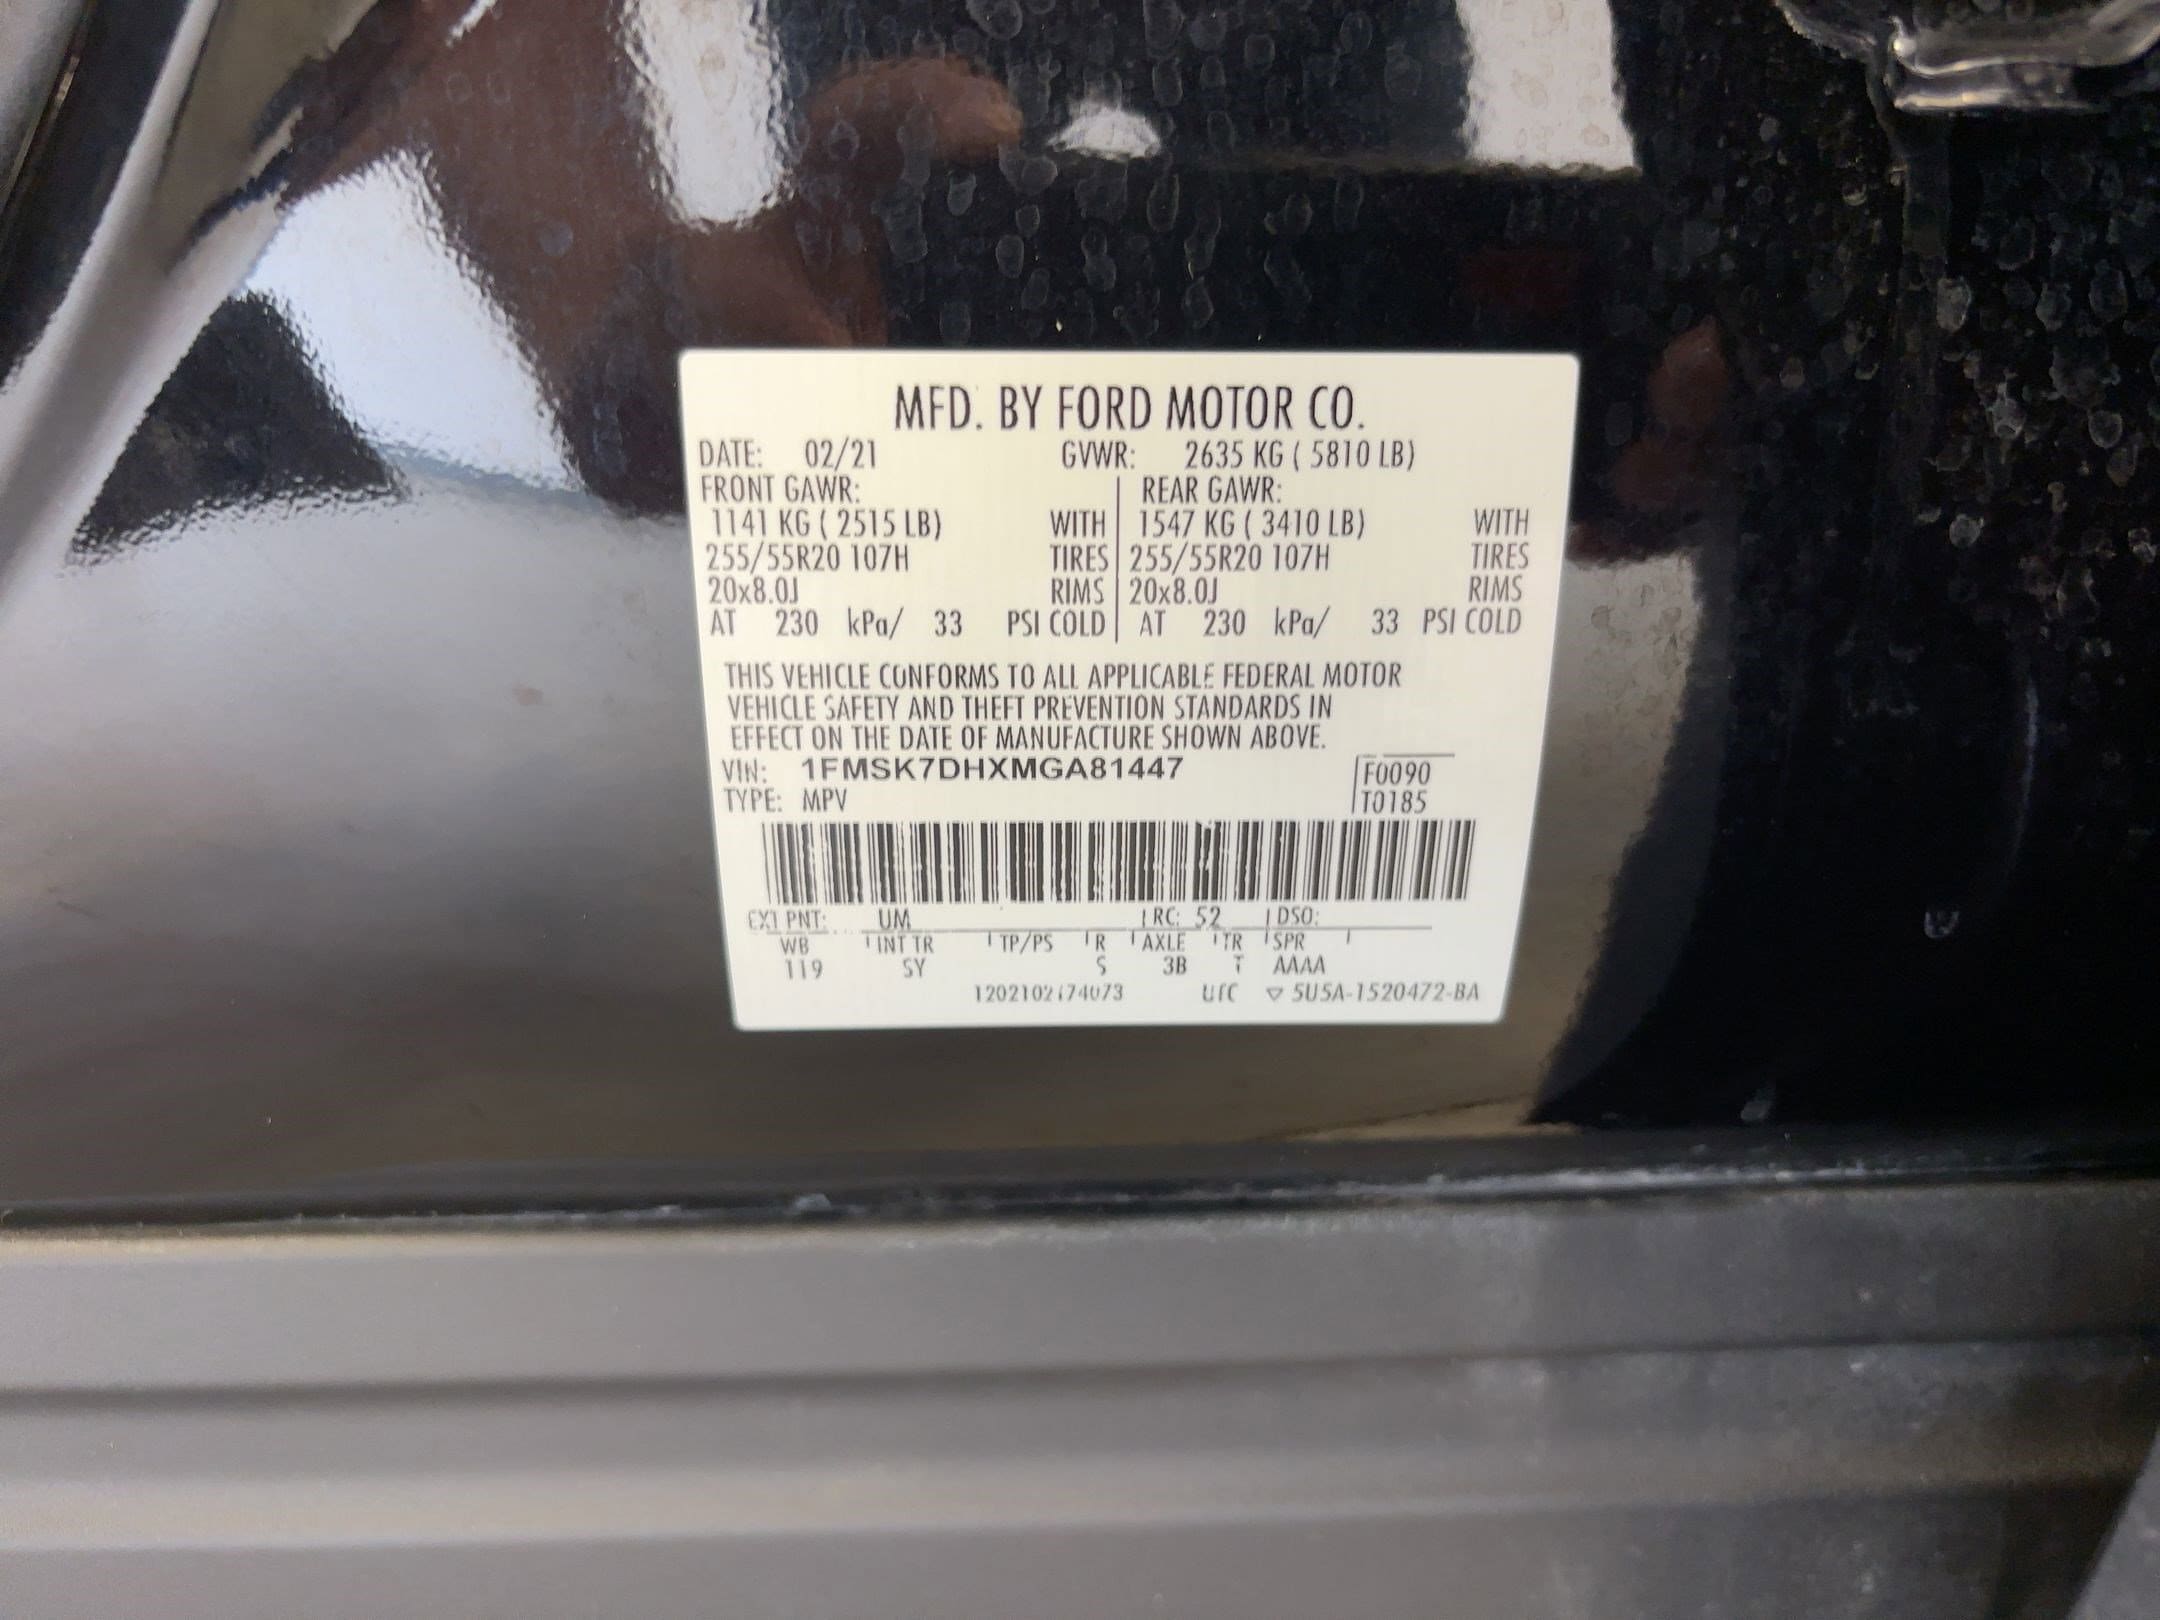 MFD. BY FORD MOTOR CO.
DATE: 02/21 GVWR: 2635 KG ( 5810 LB)
FRONT GAWR: REAR GAWR:
1141 KG ( 2515 LB) WITH 1547 KG ( 3410 LB) WITH
255/55R20 107H TIRES 255/55R20 107H TIRES
20x8.0J RIMS 20x8.0J RIMS
AT 230 kPa/ 33 PSI COLD AT 230 kPa/ 33 PSI COLD
THIS VEHICLE CONFORMS TO ALL APPLICABLE FEDERAL MOTOR
VEHICLE SAFETY AND THEFT PREVENTION STANDARDS IN
EFFECT ON THE DATE OF MANUFACTURE SHOWN ABOVE.
VIN: 1FMSK7DHXMGA81447 F0090
TYPE: MPV T0185
EXT PNT: UM RC: 52 DSO:
WB INT TR TP/PS R AXLE TR SPR
119 SY S 3B T AAAA
▽ 5U5A-1520472-BA